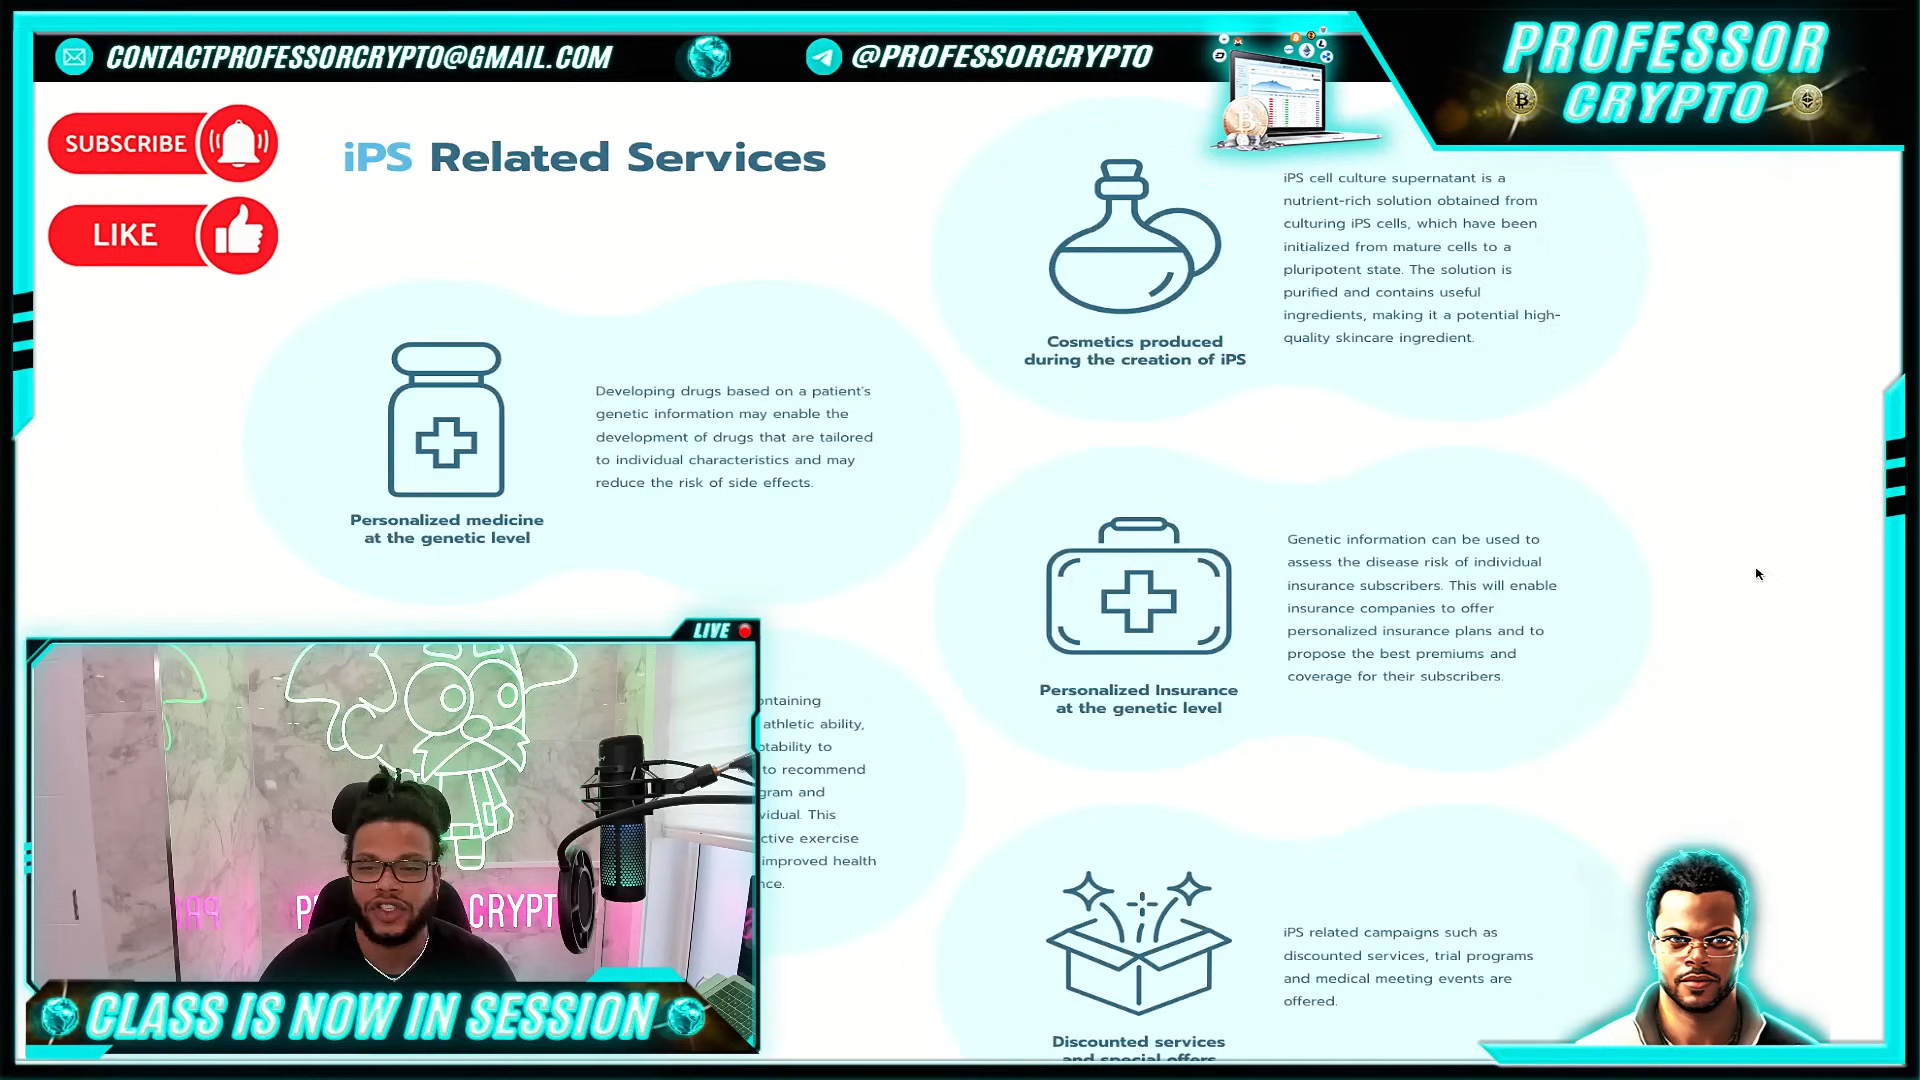 CONTACTPROFESSORCRYPTO@GMAIL.COM
@PROFESSORCRYPTO
PROFESSOR
CRYPTO
SUBSCRIBE
LIKE
iPS Related Services
iPS cell culture supernatant is a
nutrient-rich solution obtained from
culturing iPS cells, which have been
initialized from mature cells to a
pluripotent state. The solution is
purified and contains useful
ingredients, making it a potential high-
quality skincare ingredient.
Cosmetics produced
during the creation of iPS
Developing drugs based on a patient's
genetic information may enable the
development of drugs that are tailored
to individual characteristics and may
reduce the risk of side effects.
Personalized medicine
at the genetic level
Genetic information can be used to
assess the disease risk of individual
insurance subscribers. This will enable
insurance companies to offer
personalized insurance plans and to
propose the best premiums and
coverage for their subscribers.
Personalized Insurance
at the genetic level
LIVE
athletic ability,
to
to recommend
and
This
exercise
improved health
CRYPT
iPS related campaigns such as
discounted services, trial programs
and medical meeting events are
offered.
Discounted services
and special offers
CLASS IS NOW IN SESSION